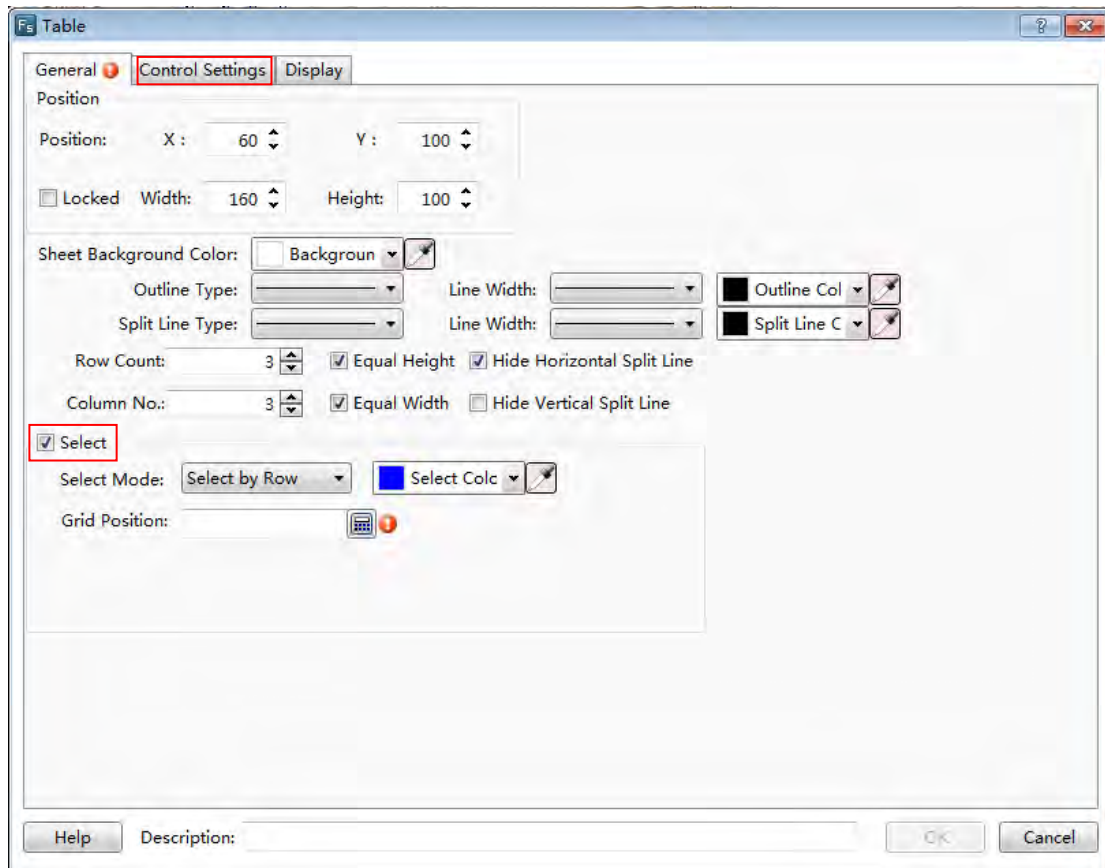 Fs Table
General Control Settings Display
Position
Position: X : 60 Y : 100
Locked Width: 160 Height: 100
Sheet Background Color: Backgroun
Outline Type: Line Width: Outline Col
Split Line Type: Line Width: Split Line C
Row Count: 3 Equal Height Hide Horizontal Split Line
Column No.: 3 Equal Width Hide Vertical Split Line
Select
Select Mode: Select by Row Select Colc
Grid Position:
Help Description: OK Cancel